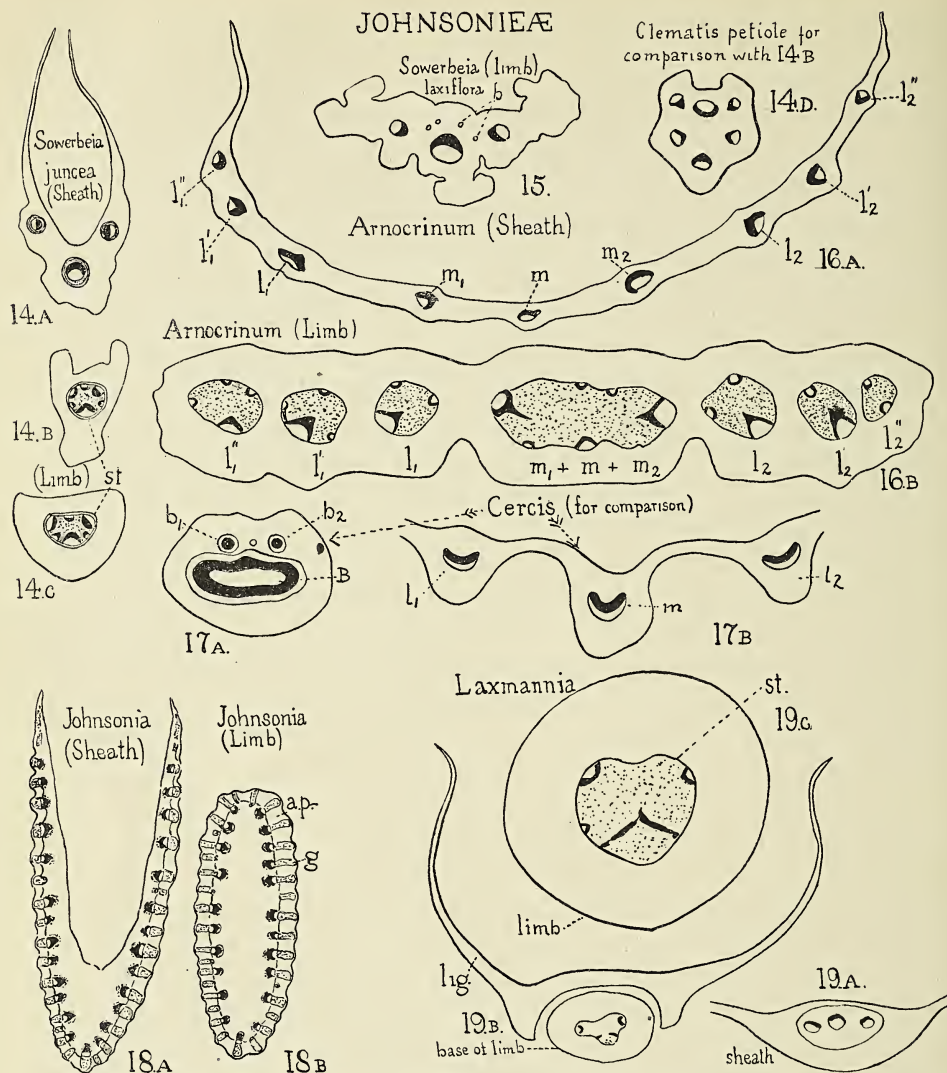 JOHNSONIEÆ
Sowerbeia
juncea
(Sheath)
14.A
Sowerbeia (limb)
laxiflora
b
15.
Clematis petiole for
comparison with 14B
14.D.
Arnocrinum (Sheath)
l₁''
l₁'
l₁
m₁
m
m₂
l₂
l₂'
l₂''
16.A.
14.B
(Limb)
st
14.C
Arnocrinum (Limb)
l₁''
l₁'
l₁
m₁ + m + m₂
l₂
l₂'
l₂''
16.B
b₁
b₂
B
17A.
Cercis (for comparison)
l₁
m
l₂
17B
Johnsonia
(Sheath)
18.A
Johnsonia
(Limb)
a.p.
g
18B
Laxmannia
st.
19.C.
limb
lig.
19.B.
base of limb
19.A.
sheath